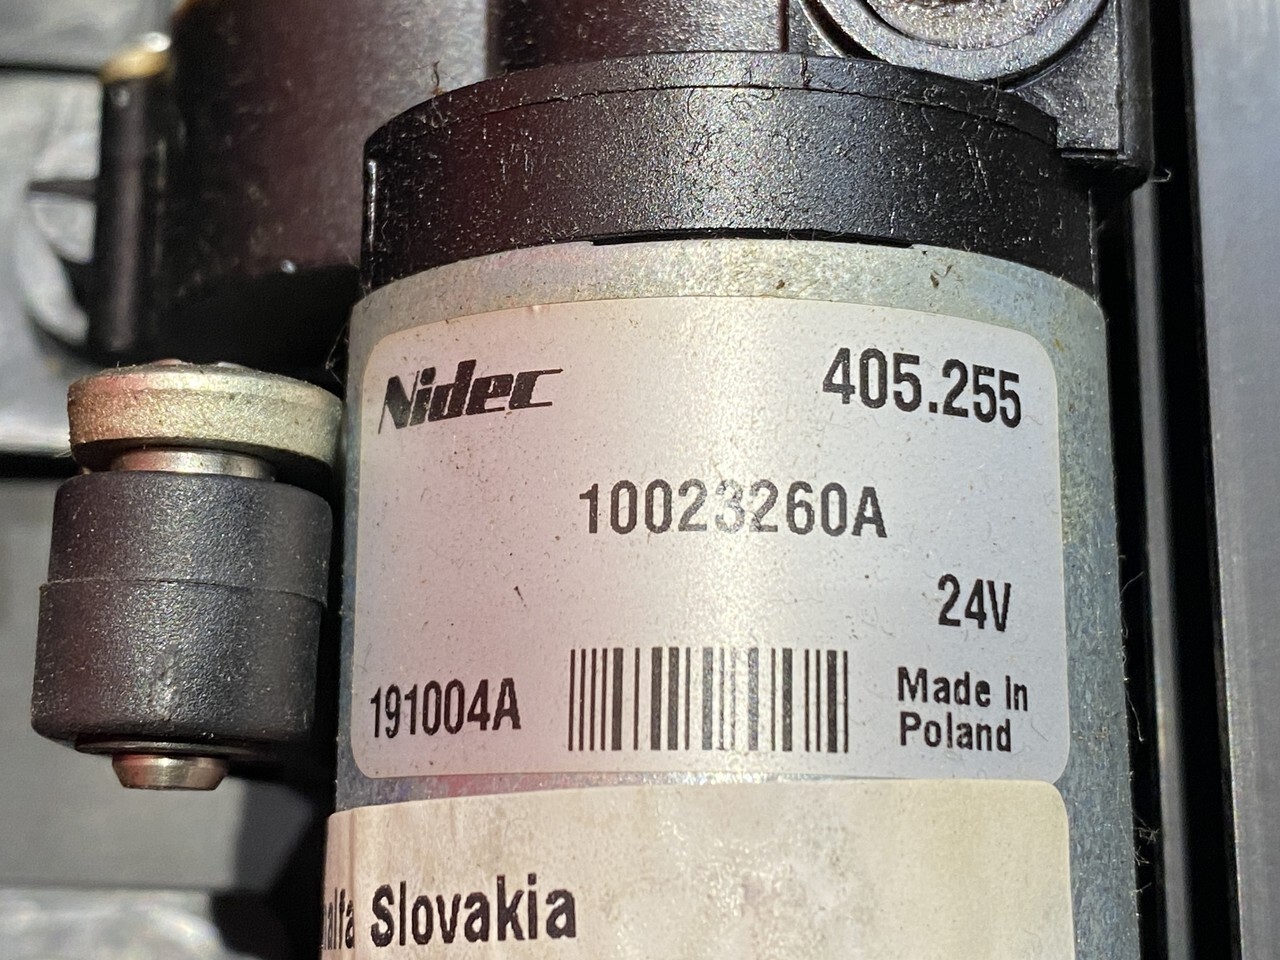 Nidec 405.255
10023260A
24V
191004A
Made in
Poland
Slovakia